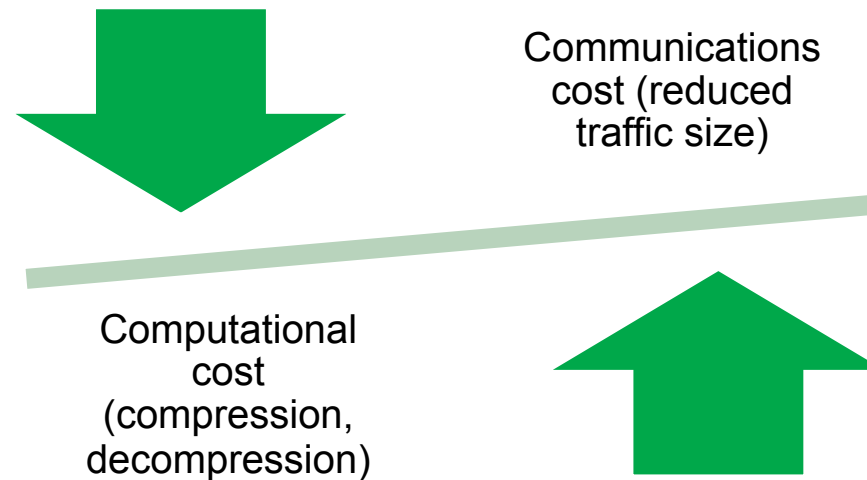 Communications
cost (reduced
traffic size)
Computational
cost
(compression,
decompression)